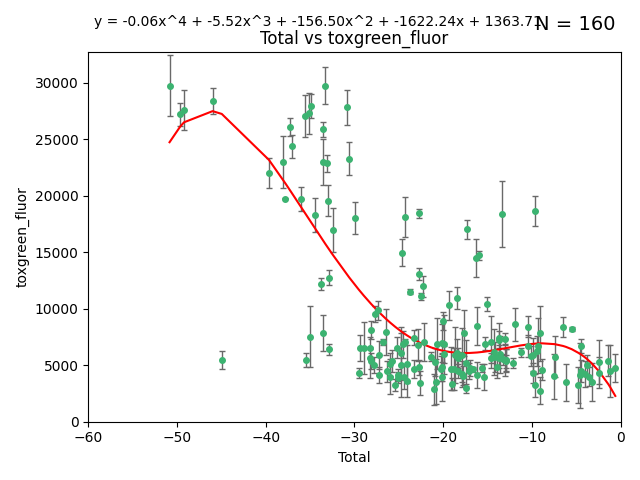 y = -0.06x^4 + -5.52x^3 + -156.50x^2 + -1622.24x + 1363.71
N = 160
Total vs toxgreen_fluor
30000
25000
20000
15000
10000
5000
0
toxgreen_fluor
−60
−50
−40
−30
−20
−10
0
Total